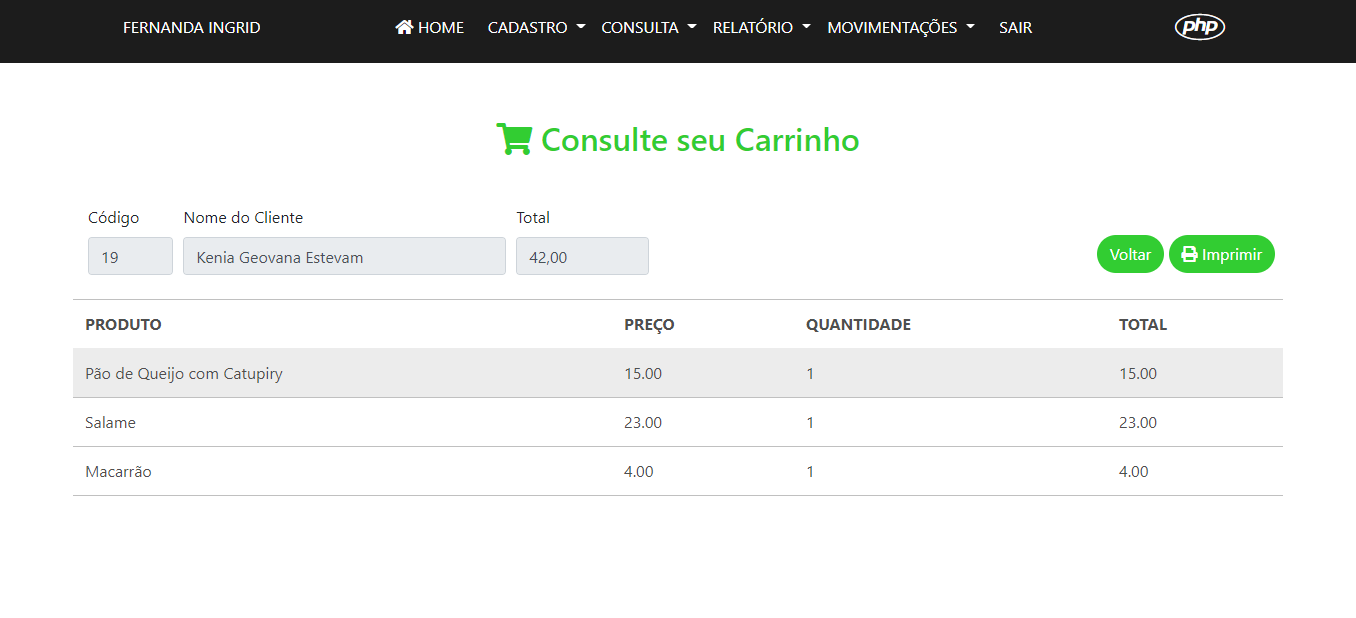 FERNANDA INGRID HOME CADASTRO CONSULTA RELATÓRIO MOVIMENTAÇÕES SAIR php
Consulte seu Carrinho
Código Nome do Cliente Total
19 Kenia Geovana Estevam 42,00 Voltar Imprimir
PRODUTO PREÇO QUANTIDADE TOTAL
Pão de Queijo com Catupiry 15.00 1 15.00
Salame 23.00 1 23.00
Macarrão 4.00 1 4.00